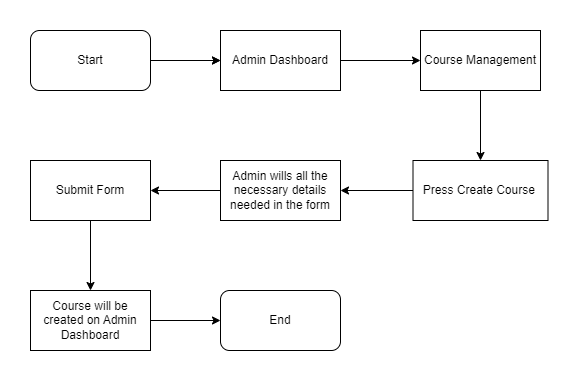 Start
Admin Dashboard
Course Management
Press Create Course
Admin wills all the
necessary details
needed in the form
Submit Form
Course will be
created on Admin
Dashboard
End